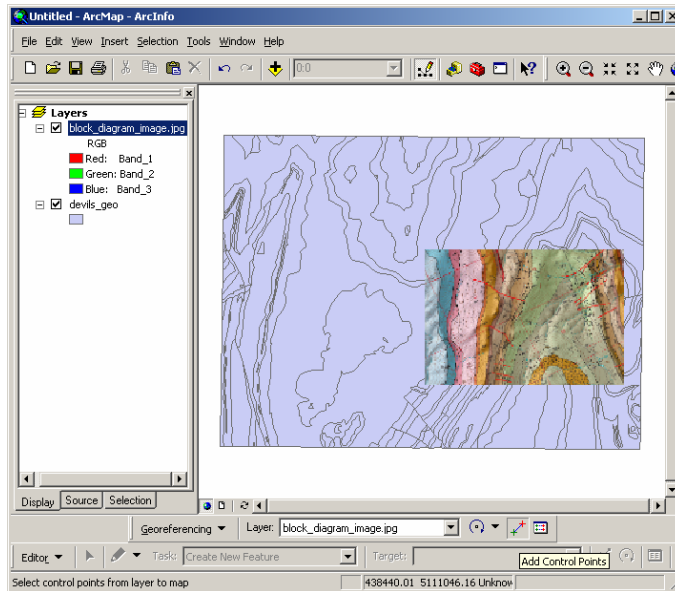 Untitled - ArcMap - ArcInfo
File Edit View Insert Selection Tools Window Help
0:0
Layers
block_diagram_image.jpg
RGB
Red: Band_1
Green: Band_2
Blue: Band_3
devils_geo
Display Source Selection
Georeferencing Layer: block_diagram_image.jpg
Editor Task: Create New Feature Target:
Add Control Points
Select control points from layer to map 438440.01 5111046.16 Unknow